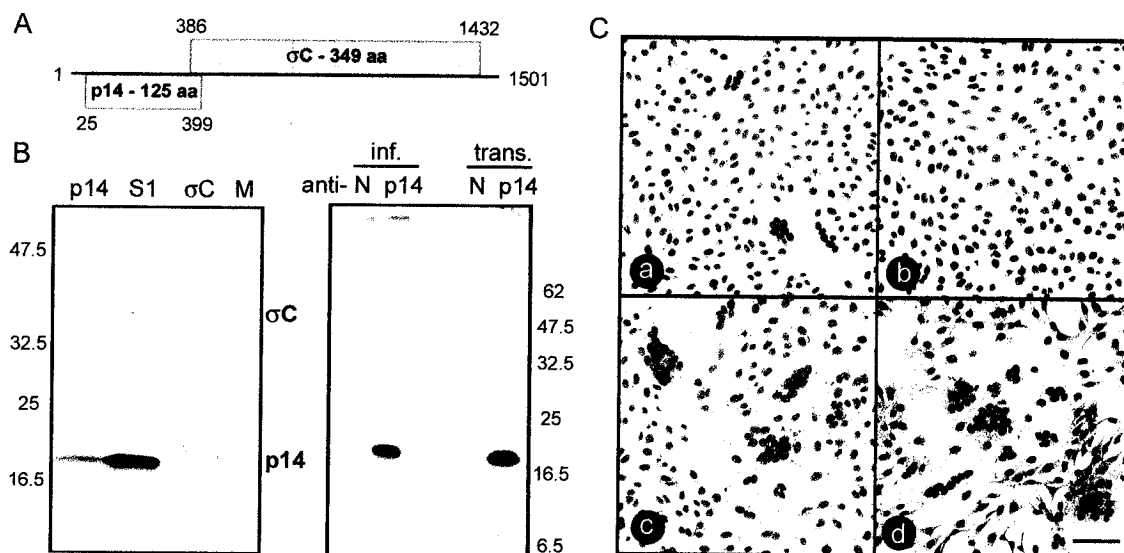 A
386
1432
σC - 349 aa
1
1501
p14 - 125 aa
25
399
B
p14 S1 σC M
47.5
32.5
25
16.5
σC
p14
inf.
trans.
anti- N p14 N p14
62
47.5
32.5
25
16.5
6.5
C
a
b
c
d